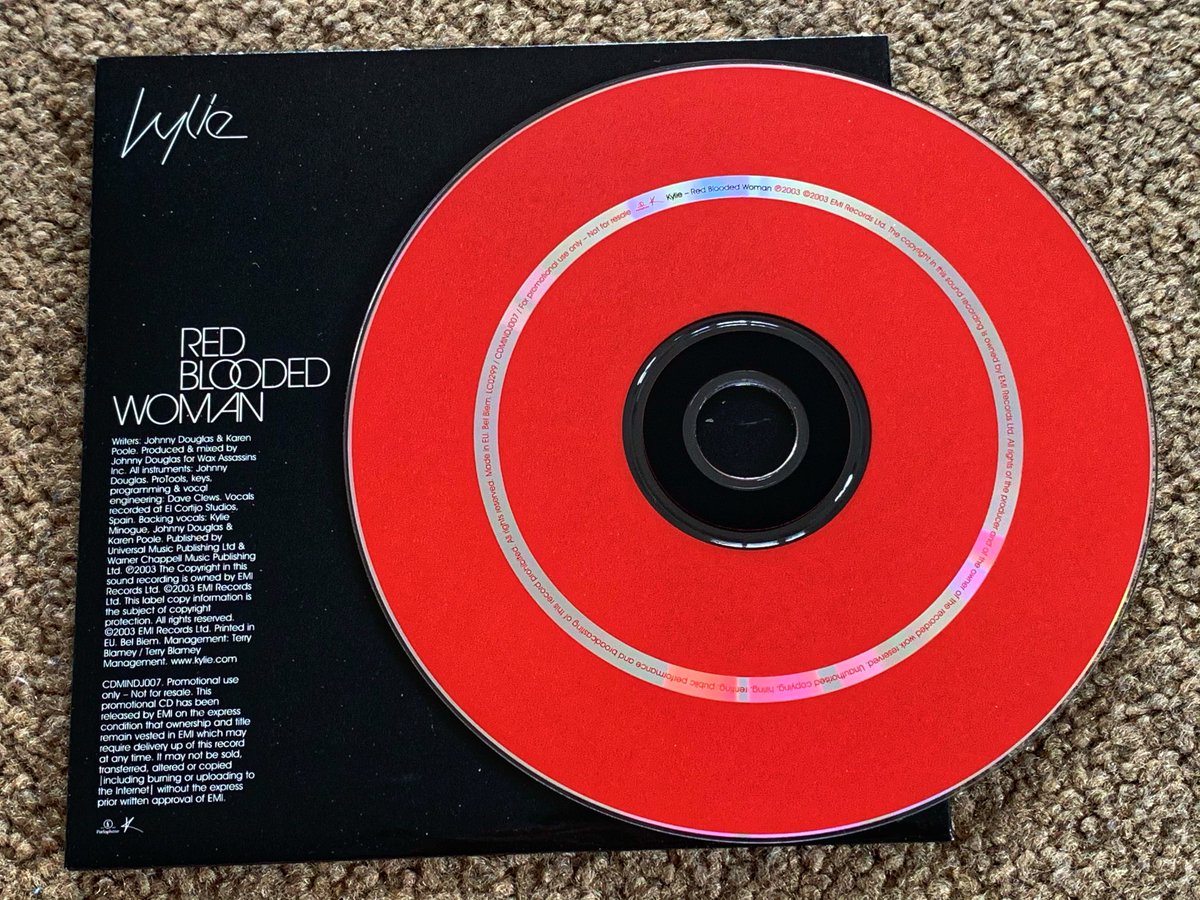 Kylie
RED
BLOODED
WOMAN
Writers: Johnny Douglas & Karen
Poole. Produced & mixed by
Johnny Douglas for Wax Assassins
Inc. All instruments: Johnny
Douglas. ProTools, keys,
programming & vocal
engineering: Dave Clews. Vocals
recorded at El Cortijo Studios,
Spain. Backing vocals: Kylie
Minogue, Johnny Douglas &
Karen Poole. Published by
Universal Music Publishing Ltd &
Warner Chappell Music Publishing
Ltd. ℗2003 The Copyright in this
sound recording is owned by EMI
Records Ltd. ©2003 EMI Records
Ltd. This label copy information is
the subject of copyright
protection. All rights reserved.
©2003 EMI Records Ltd. Printed in
EU. Bel Biem. Management: Terry
Blamey / Terry Blamey
Management. www.kylie.com
CDMINDJ007. Promotional use
only – Not for resale. This
promotional CD has been
released by EMI on the express
condition that ownership and title
remain vested in EMI which may
require delivery up of this record
at any time. It may not be sold,
transferred, altered or copied
|including burning or uploading to
the Internet| without the express
prior written approval of EMI.
Parlophone K
K Kylie – Red Blooded Woman ℗2003 ©2003 EMI Records Ltd. The copyright in this sound recording is owned by EMI Records Ltd. All rights of the producer and of the owner of the recorded work reserved. Unauthorised copying, hiring, renting, public performance and broadcasting of this record prohibited. All rights reserved. Made in EU. Bel Biem. LC0299 / CDMINDJ007 / For promotional use only – Not for resale